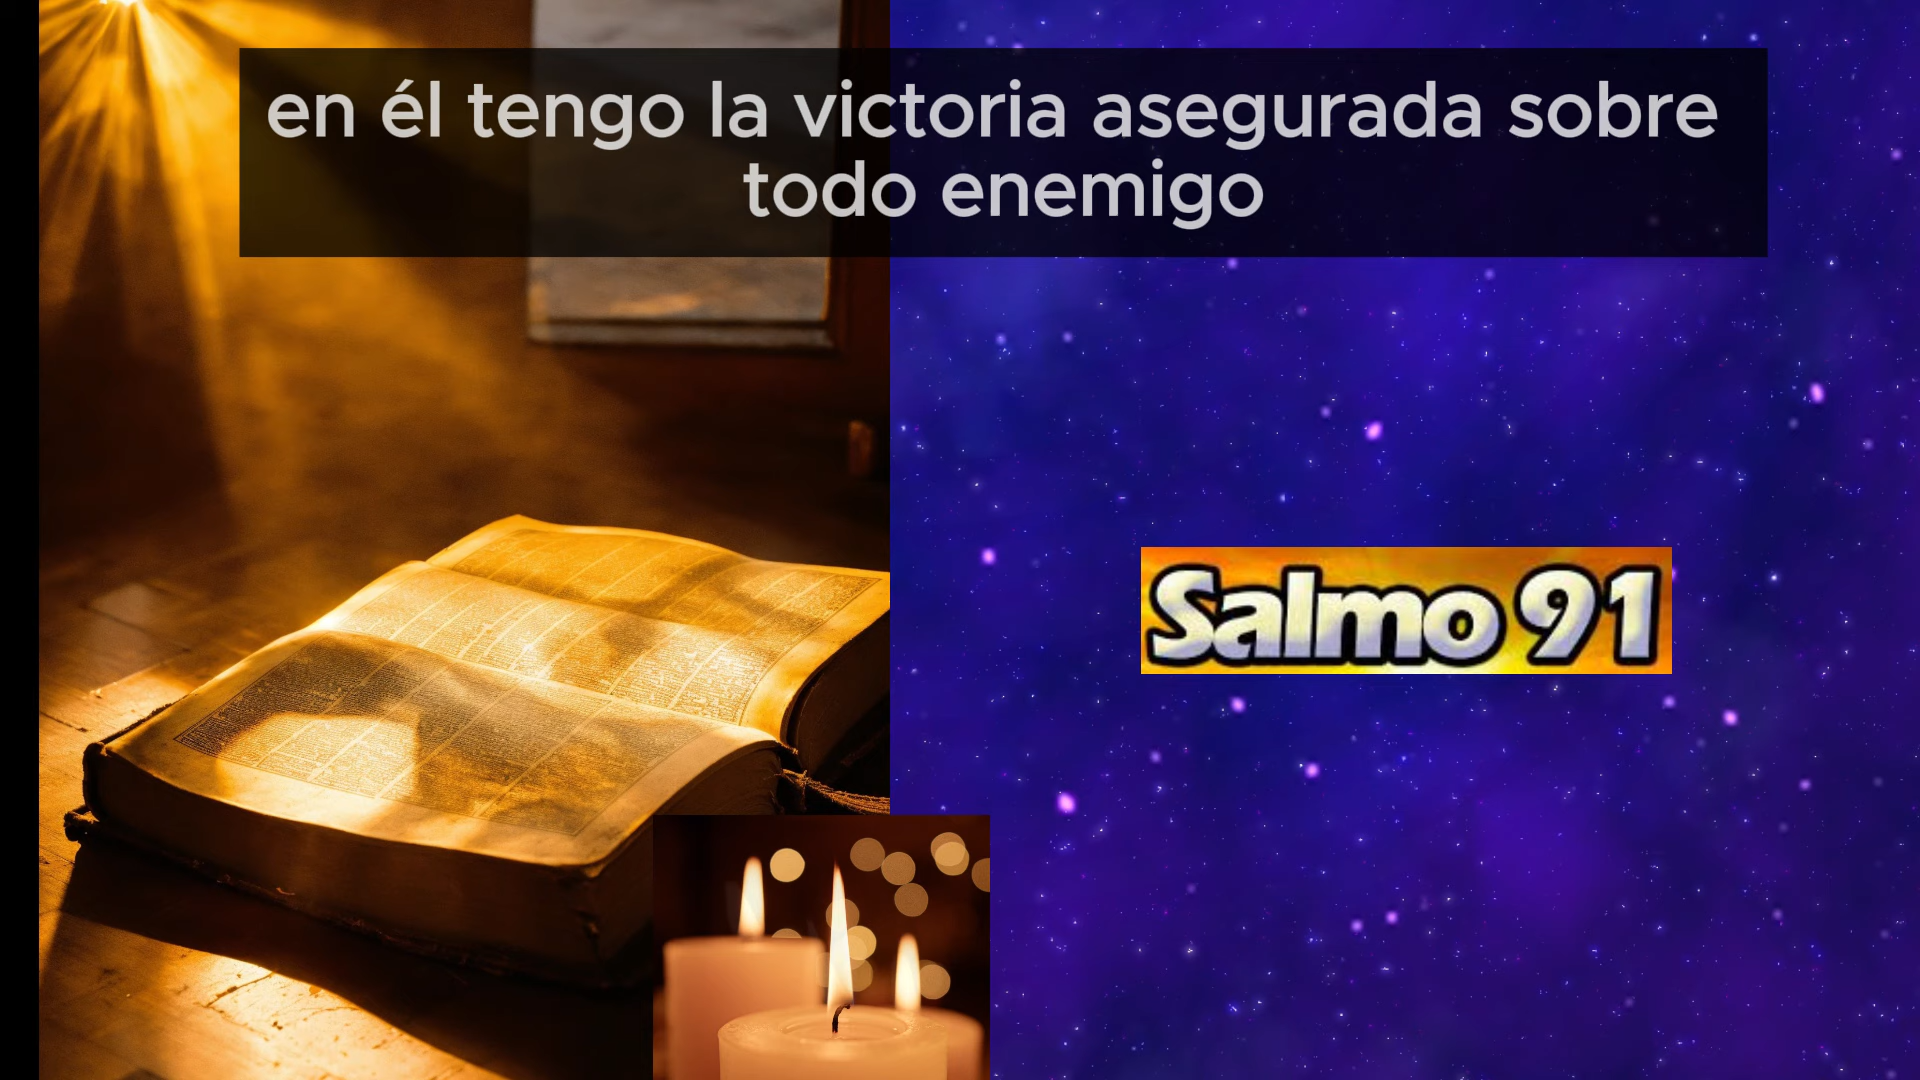 en él tengo la victoria asegurada sobre
todo enemigo
Salmo 91